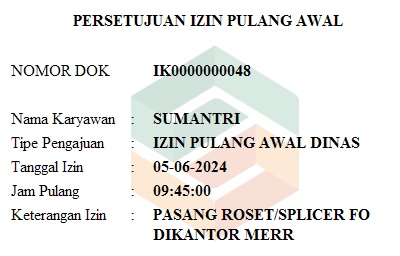 PERSETUJUAN IZIN PULANG AWAL
NOMOR DOK IK0000000048
Nama Karyawan : SUMANTRI
Tipe Pengajuan : IZIN PULANG AWAL DINAS
Tanggal Izin : 05-06-2024
Jam Pulang : 09:45:00
Keterangan Izin : PASANG ROSET/SPLICER FO
DIKANTOR MERR